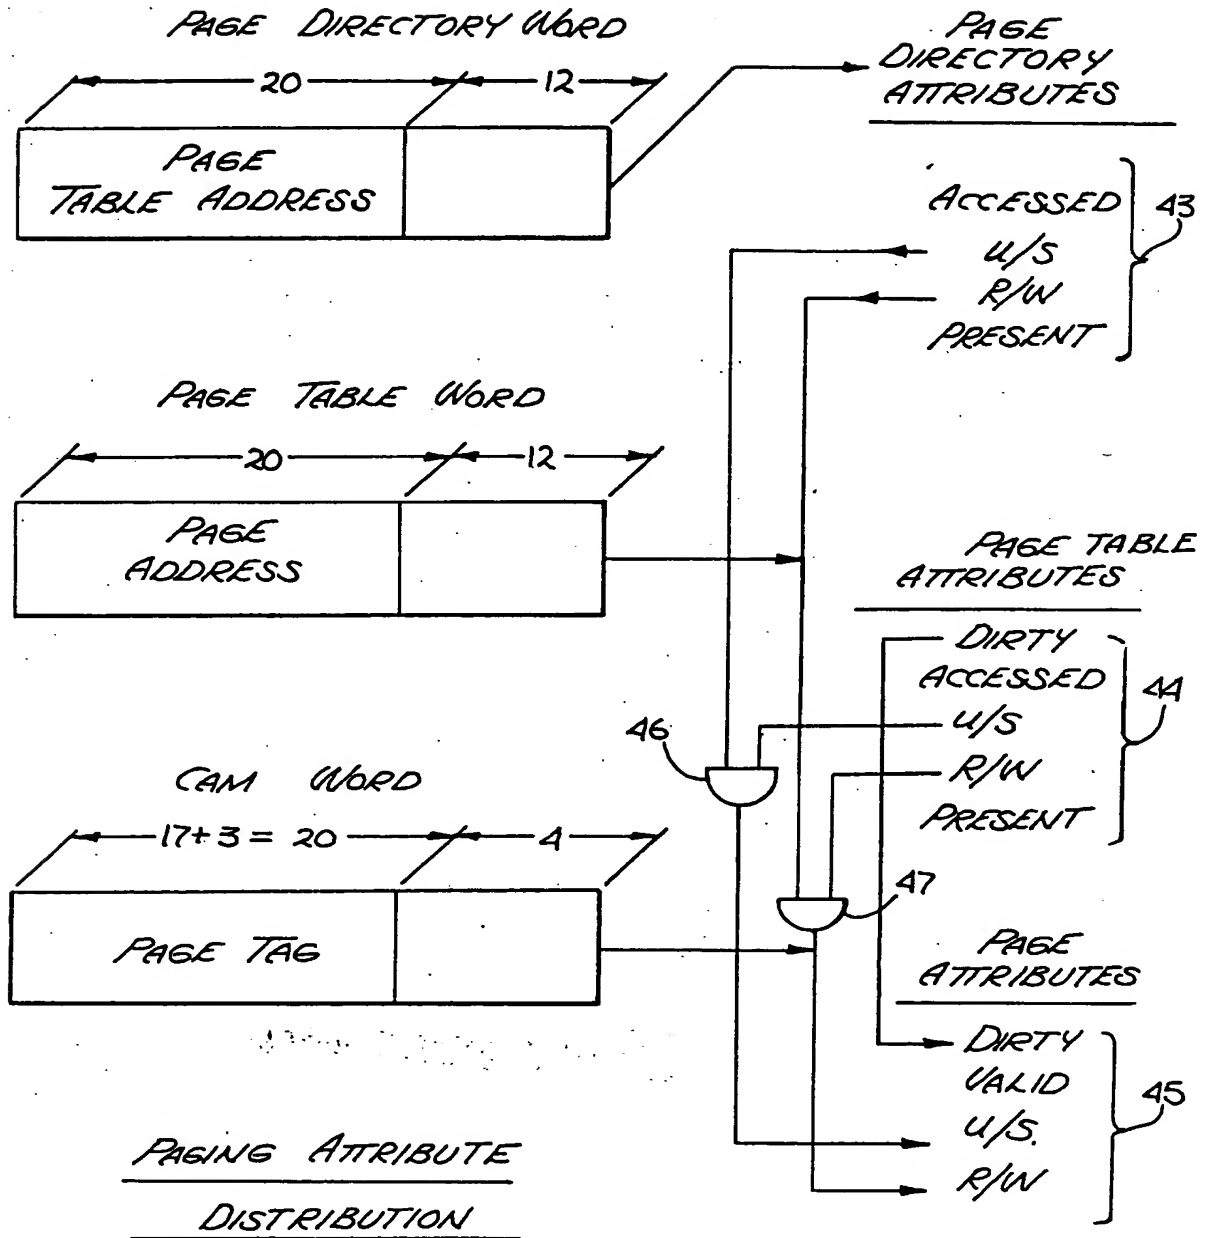 PAGE DIRECTORY WORD
20
12
PAGE
TABLE ADDRESS
PAGE
DIRECTORY
ATTRIBUTES
ACCESSED
U/S
R/W
PRESENT
43
PAGE TABLE WORD
20
12
PAGE
ADDRESS
PAGE TABLE
ATTRIBUTES
DIRTY
ACCESSED
U/S
R/W
PRESENT
44
46
47
CAM WORD
17+3 = 20
4
PAGE TAG
PAGE
ATTRIBUTES
DIRTY
VALID
U/S.
R/W
45
PAGING ATTRIBUTE
DISTRIBUTION